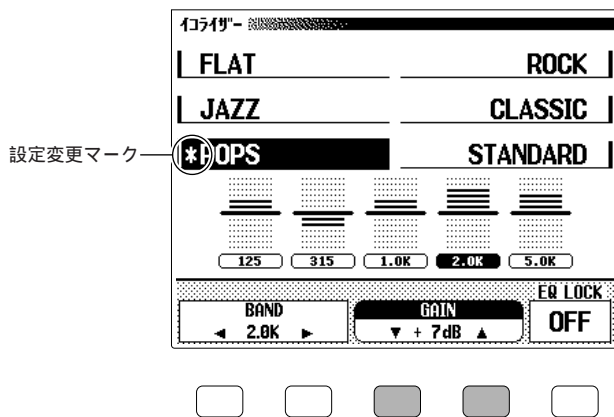 イコライザー
FLAT ROCK
JAZZ CLASSIC
設定変更マーク *POPS STANDARD
125 315 1.0K 2.0K 5.0K
EQ LOCK
BAND GAIN OFF
◀ 2.0K ▶ ▼ + 7dB ▲